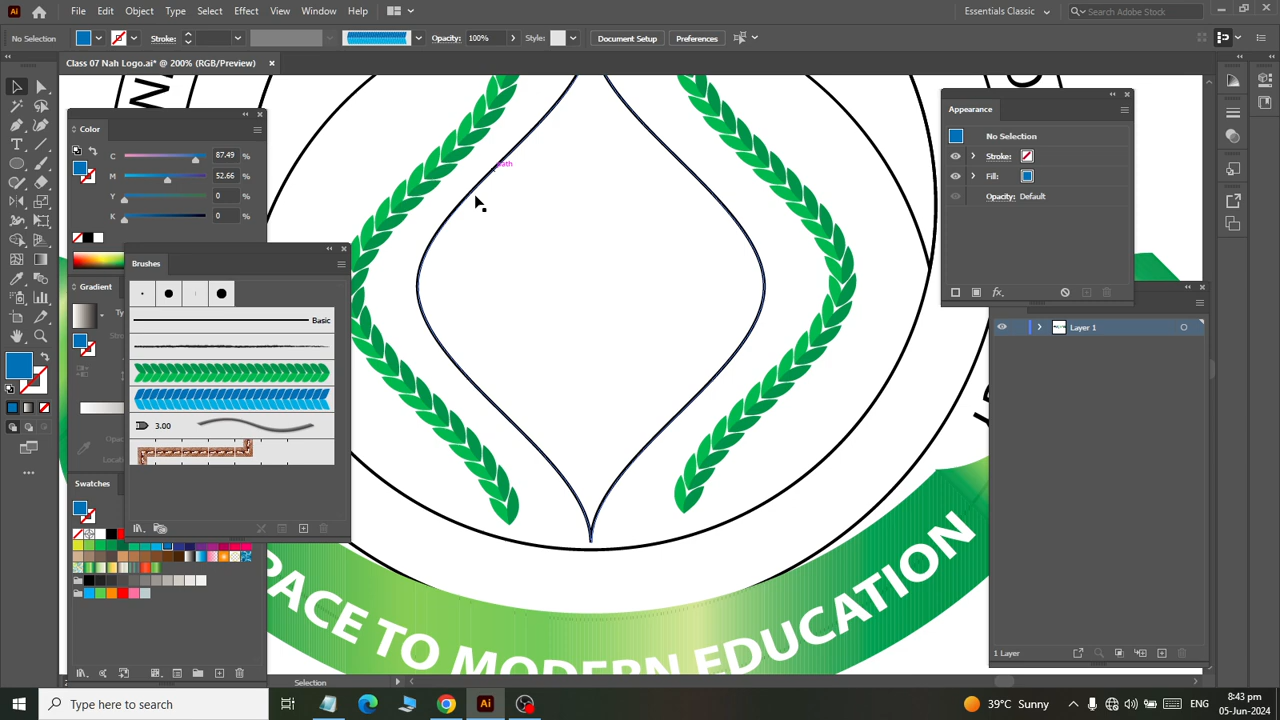 File Edit Object Type Select Effect View Window Help
Essentials Classic
Search Adobe Stock
No Selection
Stroke:
Opacity: 100%
Style:
Document Setup
Preferences
Class 07 Nah Logo.ai* @ 200% (RGB/Preview)
Color
C 87.49 %
M 52.66 %
Y 0 %
K 0 %
Brushes
Basic
3.00
Gradient
Swatches
path
Appearance
No Selection
Stroke:
Fill:
Opacity: Default
Layer 1
1 Layer
PACE TO MODERN EDUCATION
Selection
Type here to search
39°C Sunny
ENG
8:43 pm
05-Jun-2024